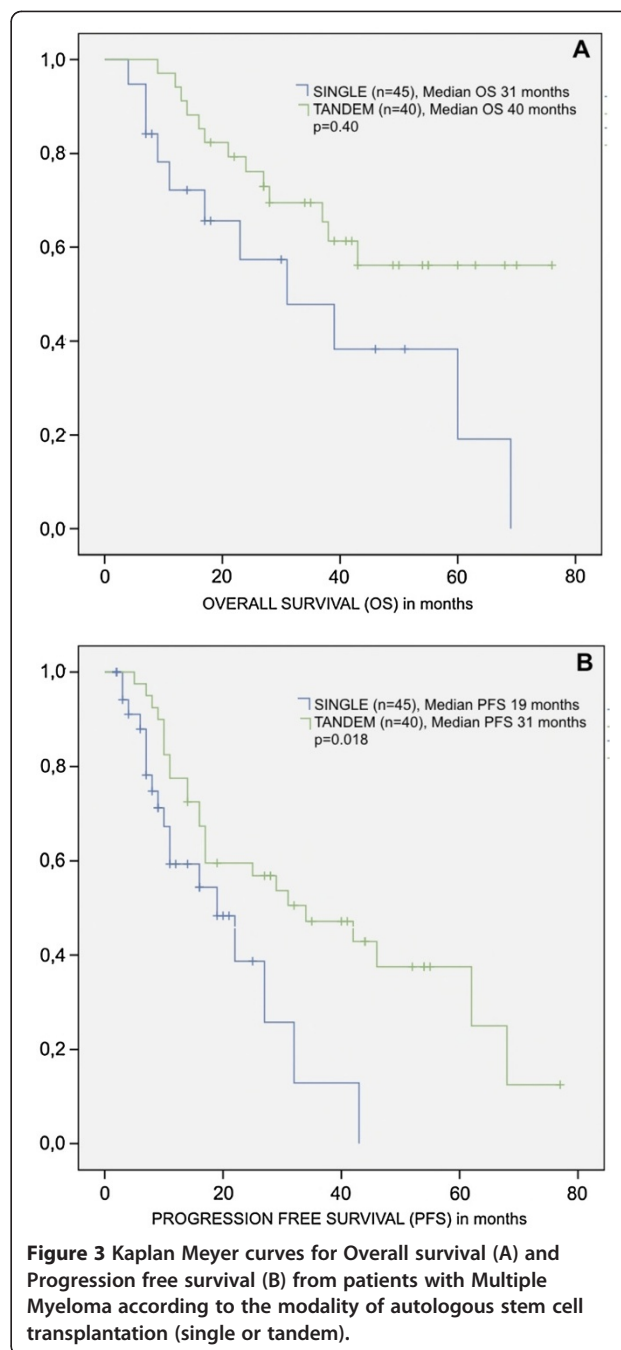 A
1,0
0,8
0,6
0,4
0,2
0,0
SINGLE (n=45), Median OS 31 months
TANDEM (n=40), Median OS 40 months
p=0.40
0 20 40 60 80
OVERALL SURVIVAL (OS) in months
B
1,0
0,8
0,6
0,4
0,2
0,0
SINGLE (n=45), Median PFS 19 months
TANDEM (n=40), Median PFS 31 months
p=0.018
0 20 40 60 80
PROGRESSION FREE SURVIVAL (PFS) in months
Figure 3 Kaplan Meyer curves for Overall survival (A) and
Progression free survival (B) from patients with Multiple
Myeloma according to the modality of autologous stem cell
transplantation (single or tandem).